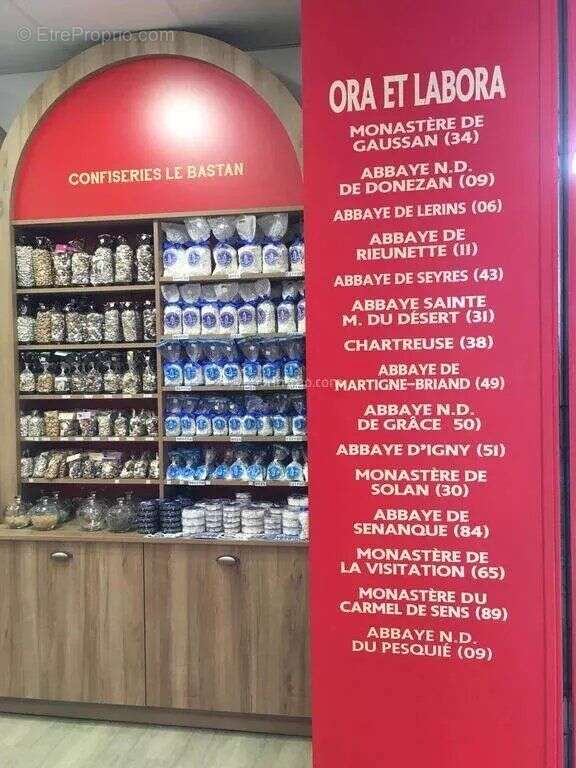 © EtreProprio.com
CONFISERIES LE BASTAN
ORA ET LABORA
MONASTÈRE DE
GAUSSAN (34)
ABBAYE N.D.
DE DONEZAN (09)
ABBAYE DE LERINS (06)
ABBAYE DE
RIEUNETTE (11)
ABBAYE DE SEYRES (43)
ABBAYE SAINTE
M. DU DÉSERT (31)
CHARTREUSE (38)
ABBAYE DE
MARTIGNE-BRIAND (49)
ABBAYE N.D.
DE GRÂCE 50)
ABBAYE D'IGNY (51)
MONASTÈRE DE
SOLAN (30)
ABBAYE DE
SENANQUE (84)
MONASTÈRE DE
LA VISITATION (65)
MONASTÈRE DU
CARMEL DE SENS (89)
ABBAYE N.D.
DU PESQUIÉ (09)